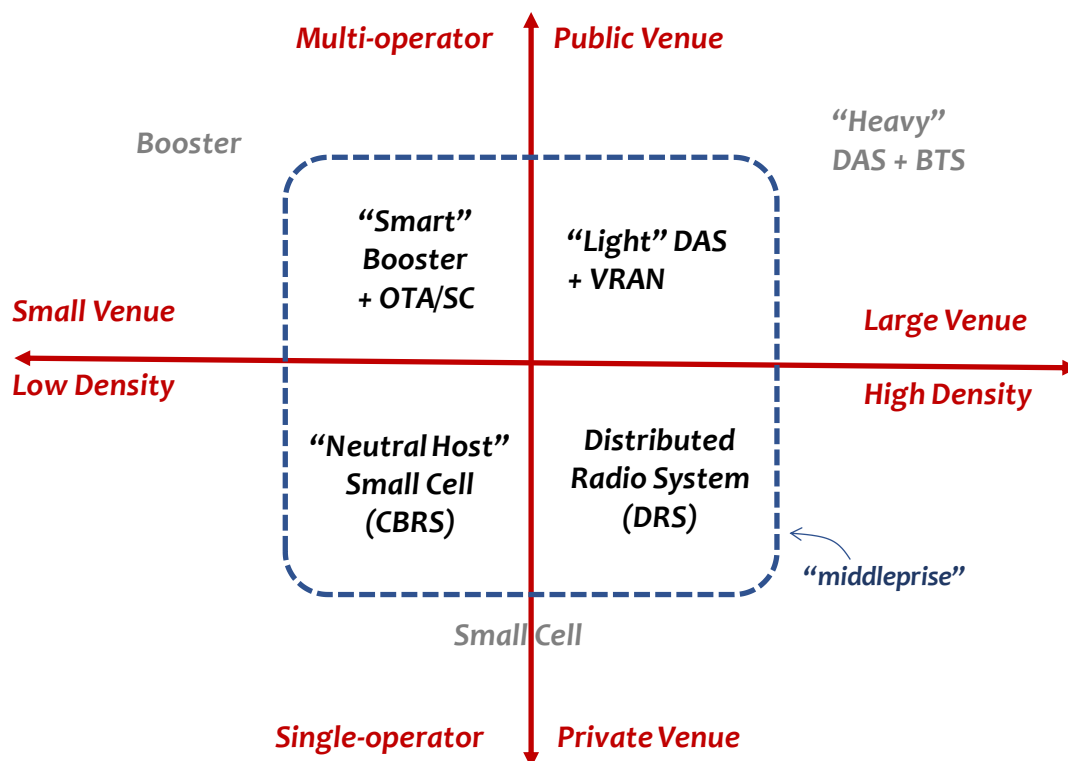 Multi-operator
Public Venue
Booster
“Heavy”
DAS + BTS
“Smart”
Booster
+ OTA/SC
“Light” DAS
+ VRAN
Small Venue
Large Venue
Low Density
High Density
“Neutral Host”
Small Cell
(CBRS)
Distributed
Radio System
(DRS)
“middleprise”
Small Cell
Single-operator
Private Venue